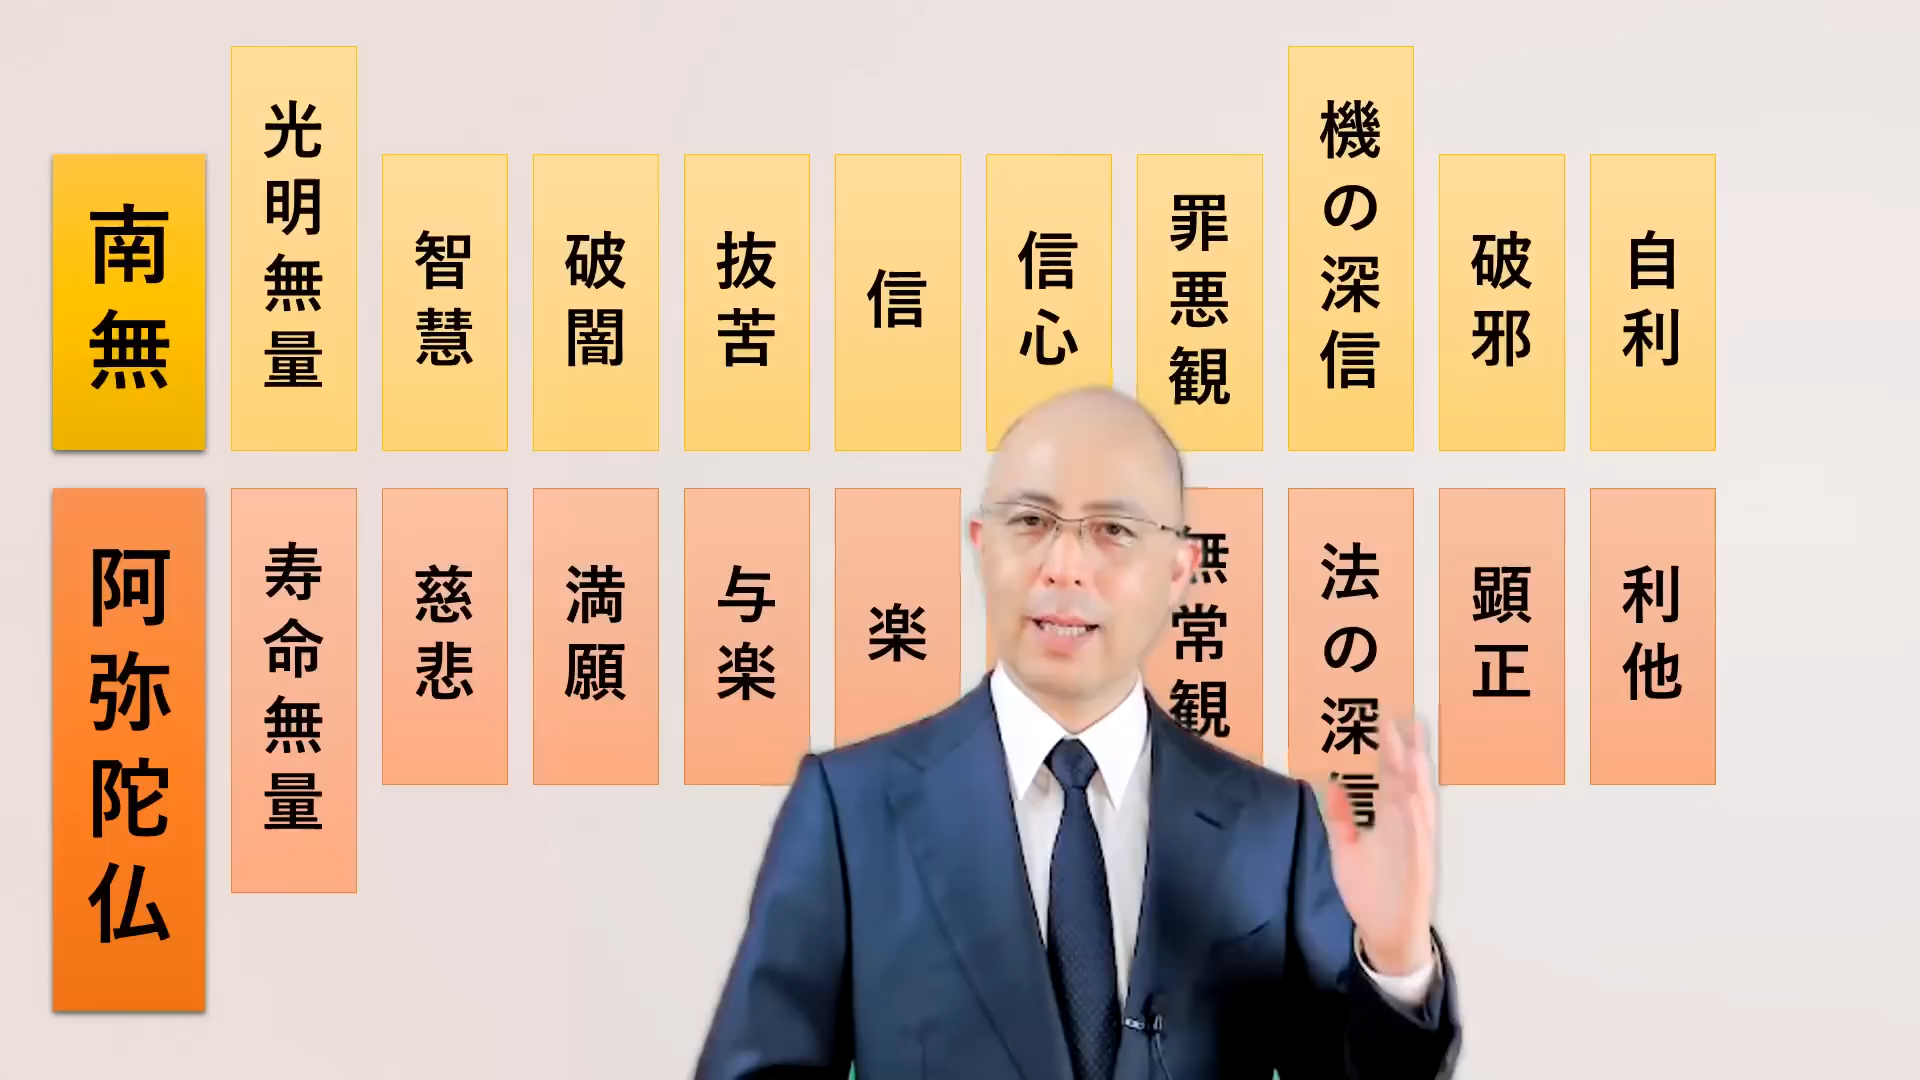 南無
光明無量
智慧
破闇
抜苦
信
信心
罪悪観
機の深信
破邪
自利
阿弥陀仏
寿命無量
慈悲
満願
与楽
楽
無常観
法の深信
顕正
利他